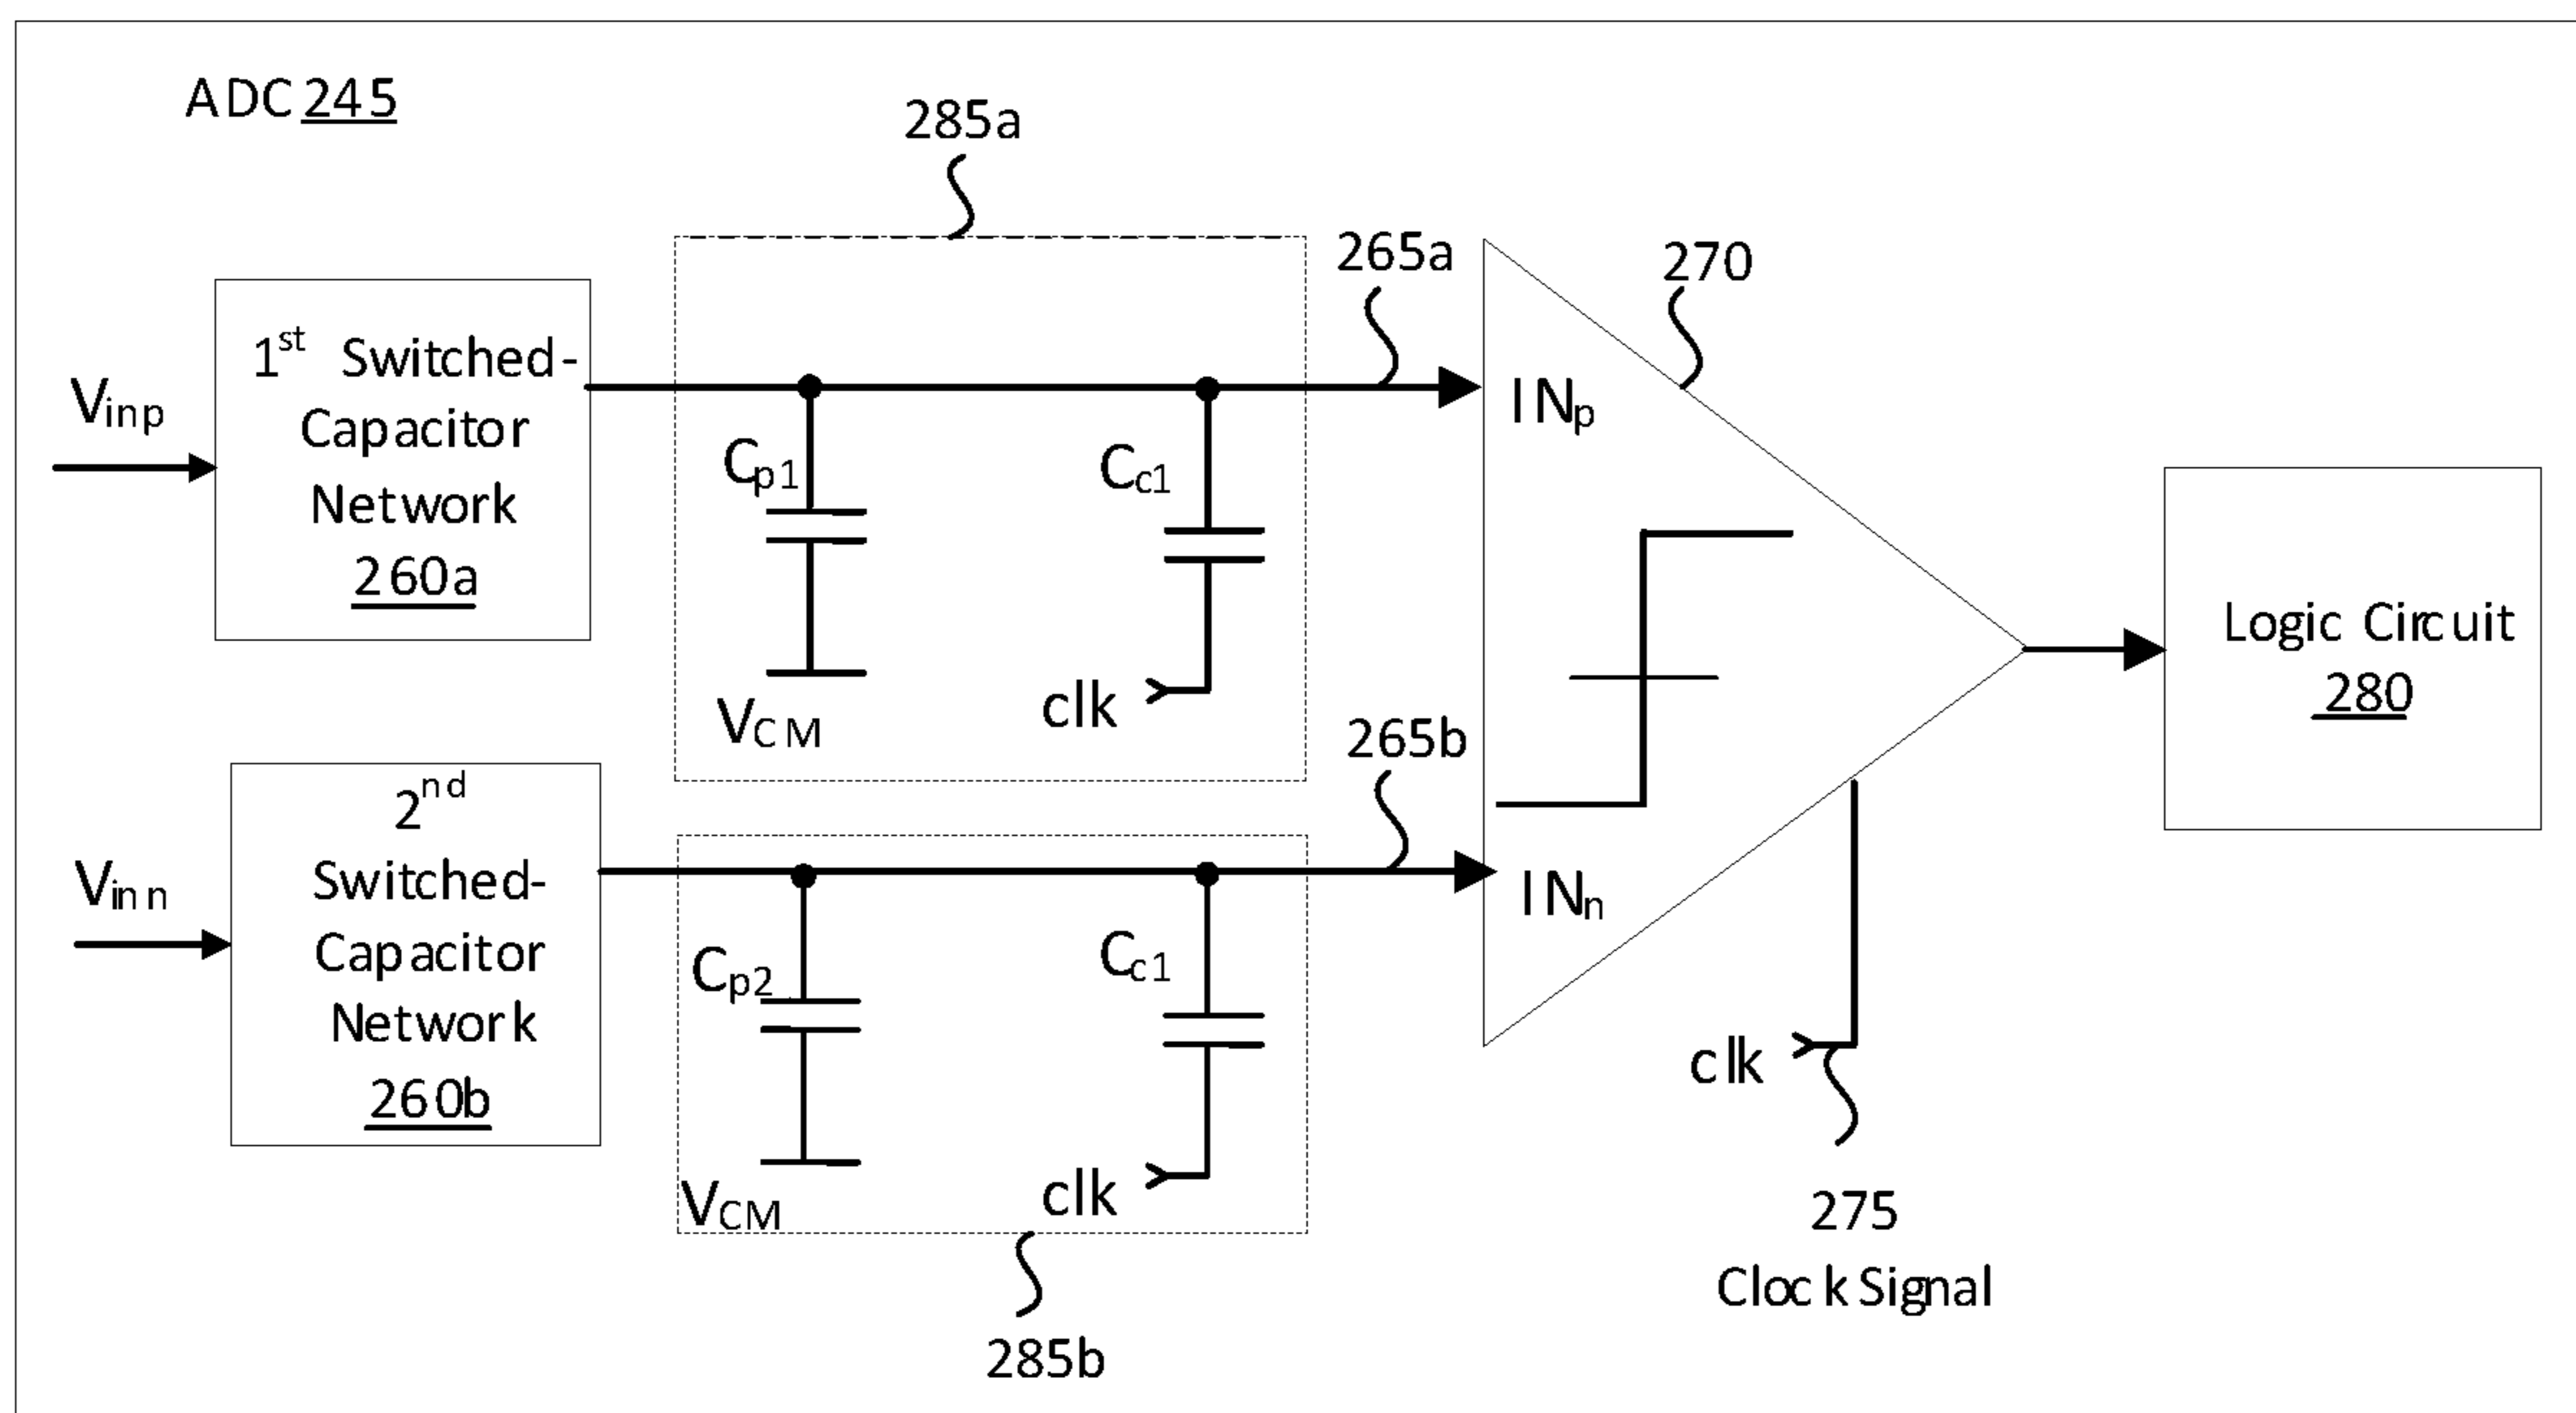 ADC 245
285a
265a
270
1st Switched-
Capacitor
Network
260a
Vinp
Cp1
Cc1
VCM
clk
INp
265b
Logic Circuit
280
2nd
Switched-
Capacitor
Network
260b
Vinn
Cp2
Cc1
VCM
clk
INn
clk
275
Clock Signal
285b